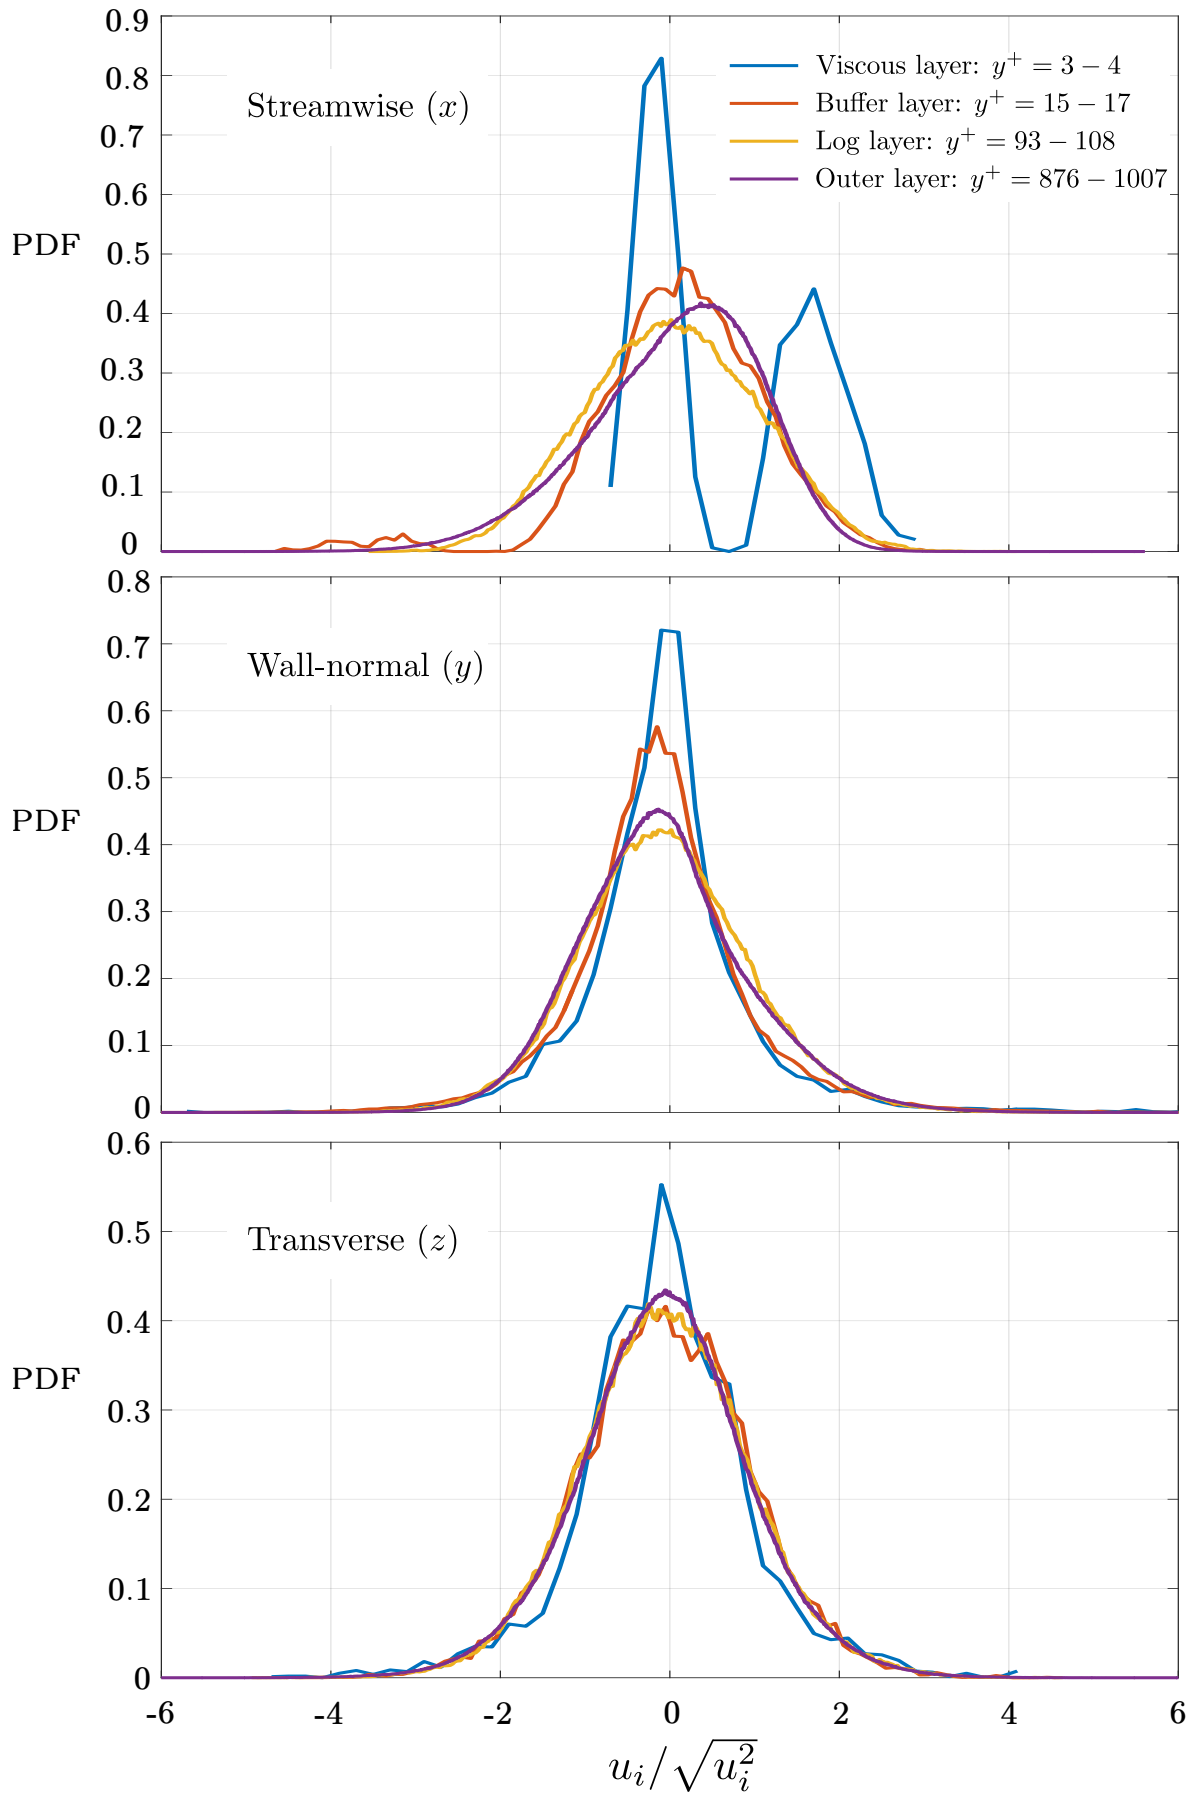 0.9
0.8
0.7
0.6
0.5
0.4
0.3
0.2
0.1
0
PDF
Streamwise (x)
Viscous layer: y⁺ = 3 − 4
Buffer layer: y⁺ = 15 − 17
Log layer: y⁺ = 93 − 108
Outer layer: y⁺ = 876 − 1007
0.8
0.7
0.6
0.5
0.4
0.3
0.2
0.1
0
PDF
Wall-normal (y)
0.6
0.5
0.4
0.3
0.2
0.1
0
PDF
Transverse (z)
-6 -4 -2 0 2 4 6
uᵢ/√uᵢ²